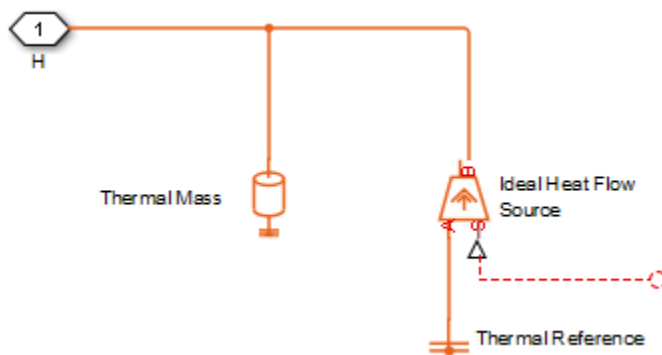 1
H
B
Ideal Heat Flow
Source
Thermal Mass
A
S
Thermal Reference